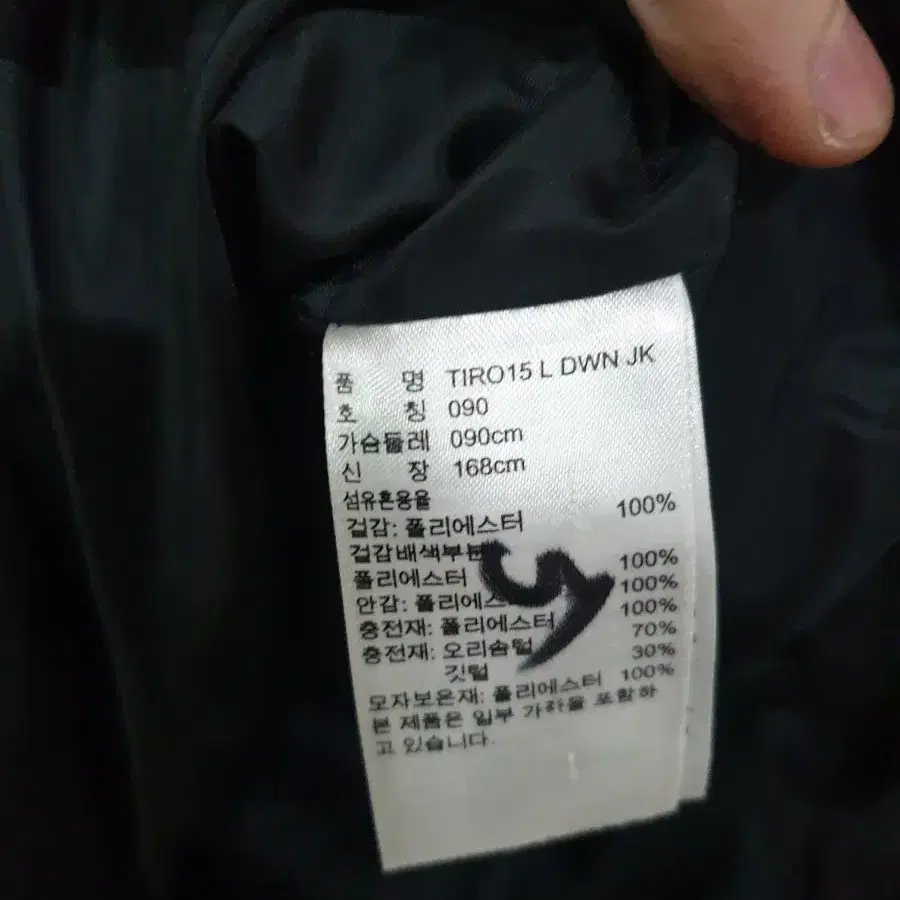 품 명 TIRO15 L DWN JK
호 칭 090
가슴둘레 090cm
신 장 168cm
섬유혼용율
겉감: 폴리에스터 100%
겉감배색부분
폴리에스터 100%
안감: 폴리에스 100%
충전재: 폴리에스터 100%
충전재: 오리솜털 70%
깃털 30%
모자보온재: 폴리에스터 100%
본 제품은 일부 가죽을 포함하
고 있습니다.